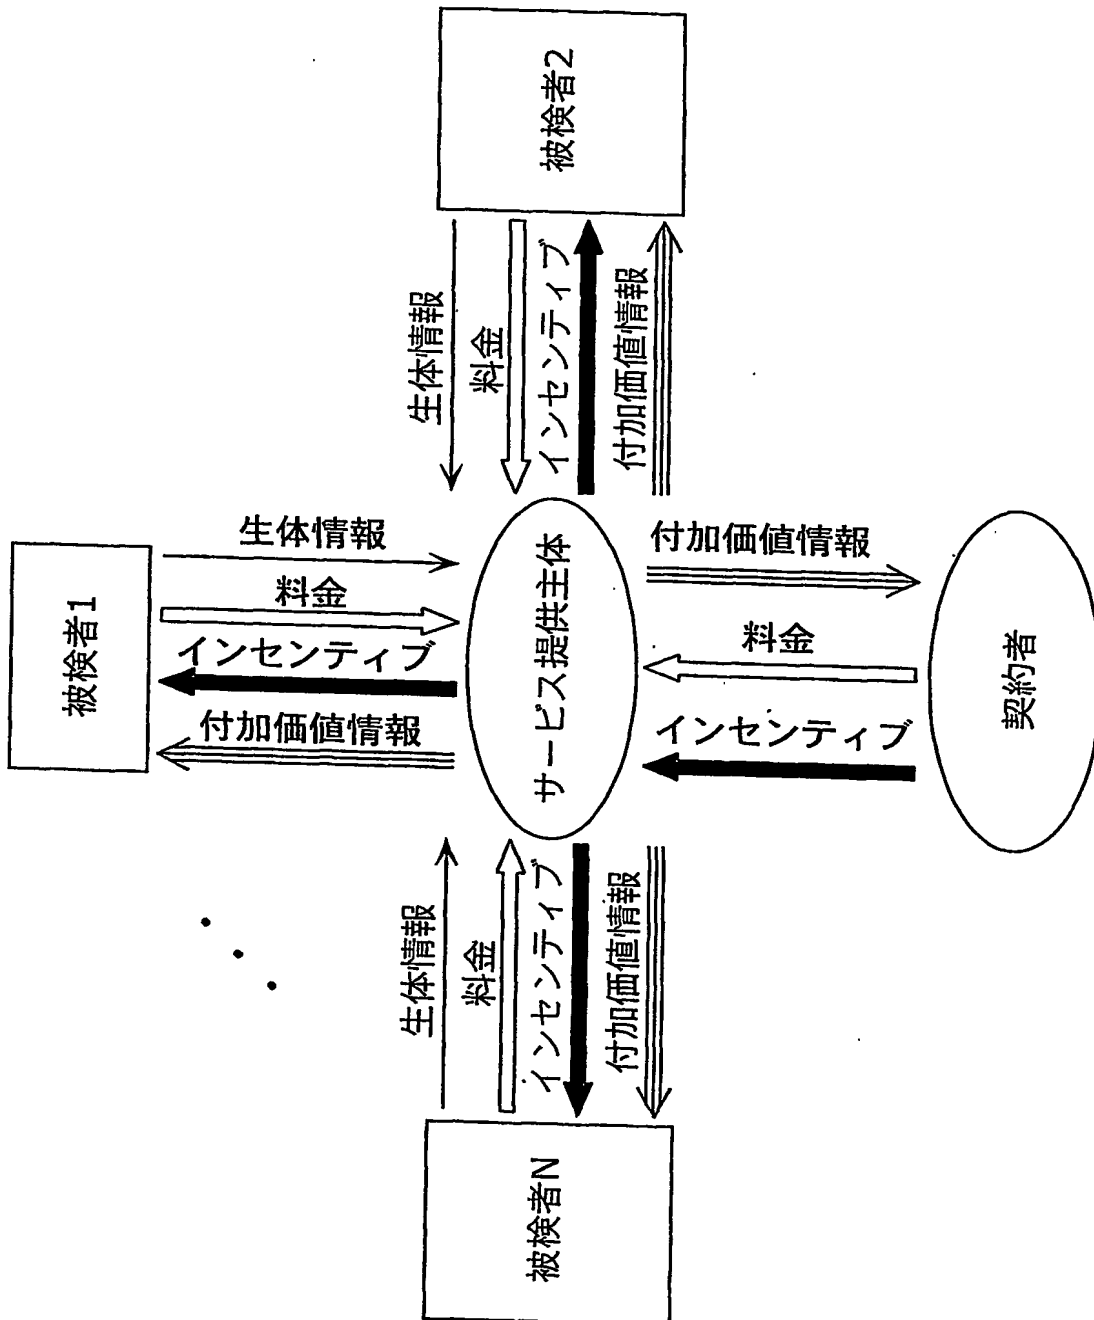 被検者2
生体情報
料金
インセンティブ
付加価値情報
被検者1
生体情報
料金
インセンティブ
付加価値情報
サービス提供主体
付加価値情報
料金
インセンティブ
契約者
生体情報
料金
インセンティブ
付加価値情報
被検者N